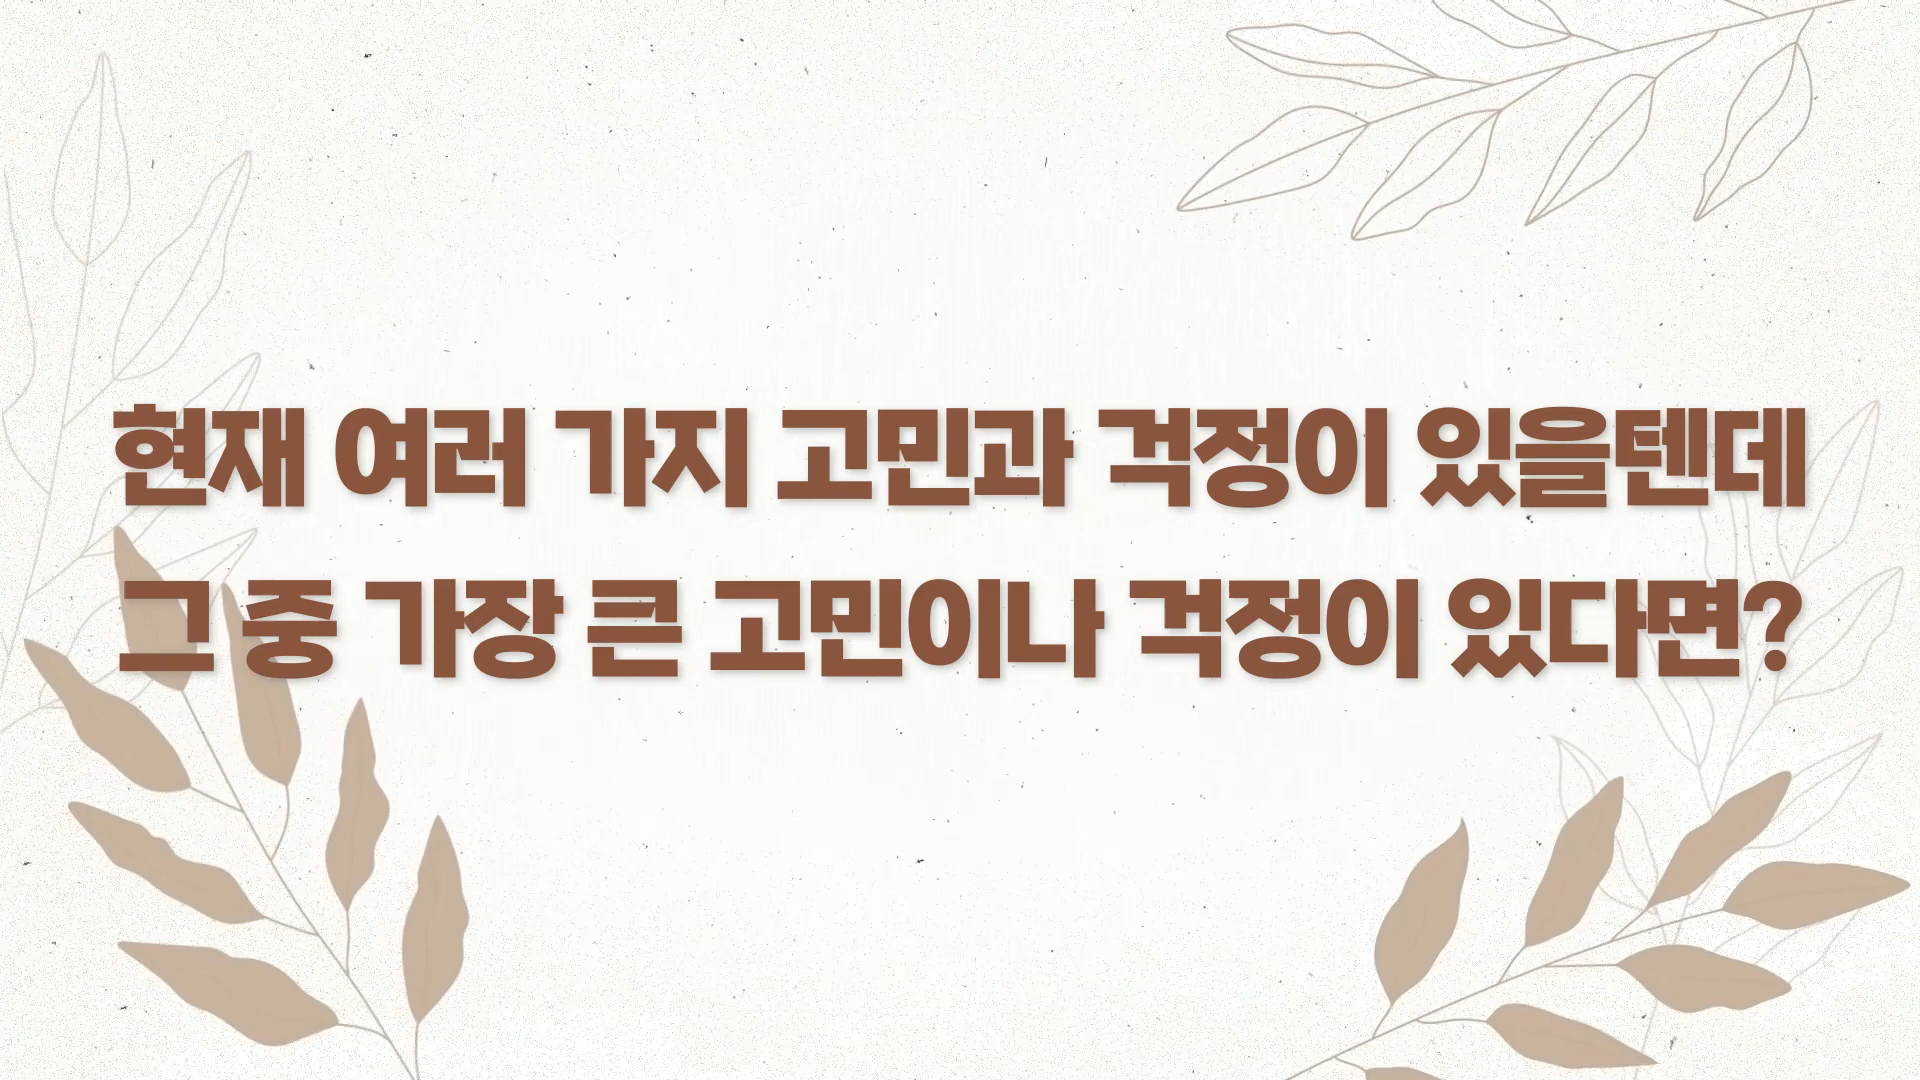 현재 여러 가지 고민과 걱정이 있을텐데
그 중 가장 큰 고민이나 걱정이 있다면?